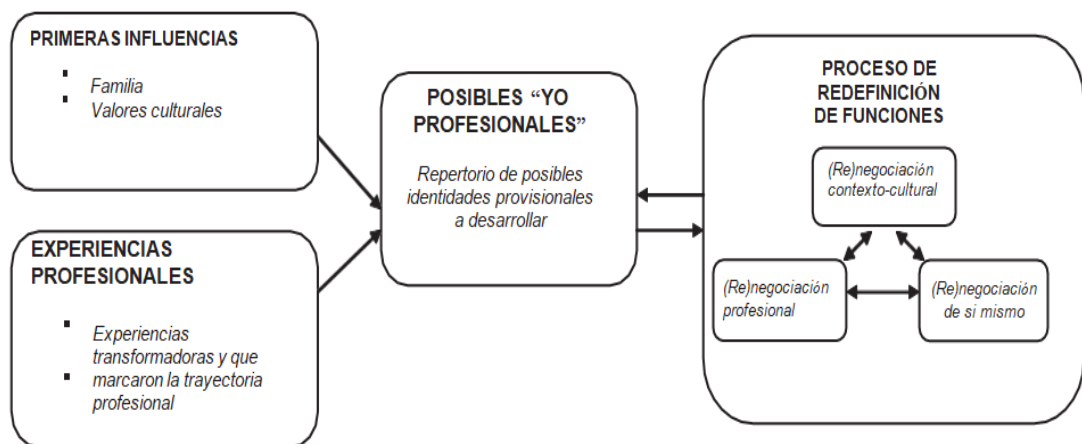 PRIMERAS INFLUENCIAS
▪ Familia
▪ Valores culturales
EXPERIENCIAS
PROFESIONALES
▪ Experiencias
transformadoras y que
▪ marcaron la trayectoria
profesional
POSIBLES “YO
PROFESIONALES”
Repertorio de posibles
identidades provisionales
a desarrollar
PROCESO DE
REDEFINICIÓN
DE FUNCIONES
(Re)negociación
contexto-cultural
(Re)negociación
profesional
(Re)negociación
de si mismo